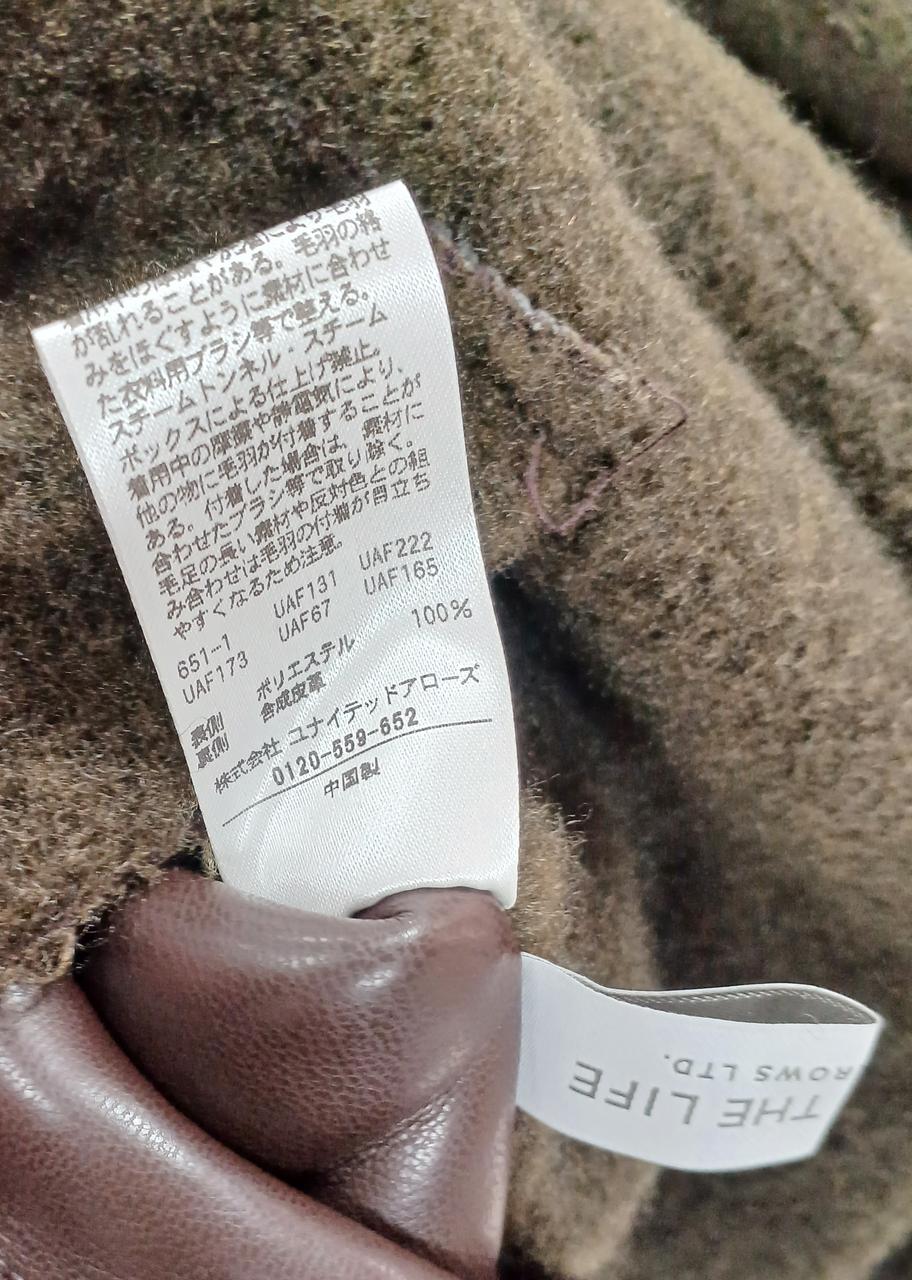 が乱れることがある。毛羽の絡
みをほぐすように素材に合わせ
た衣料用ブラシ等で整える。
スチームトンネル・スチーム
ボックスによる仕上げ禁止。
着用中の摩擦や静電気により、
他の物に毛羽が付着することが
ある。付着した場合は、素材に
合わせたブラシ等で取り除く。
毛足の長い素材や反対色との組
み合わせは毛羽の付着が目立ち
やすくなるため注意。
651-1 UAF131 UAF222
UAF173 UAF67 UAF165
表側 ポリエステル 100%
裏側 合成皮革
株式会社 ユナイテッドアローズ
0120-559-652
中国製
THE LIFE
ROWS LTD.